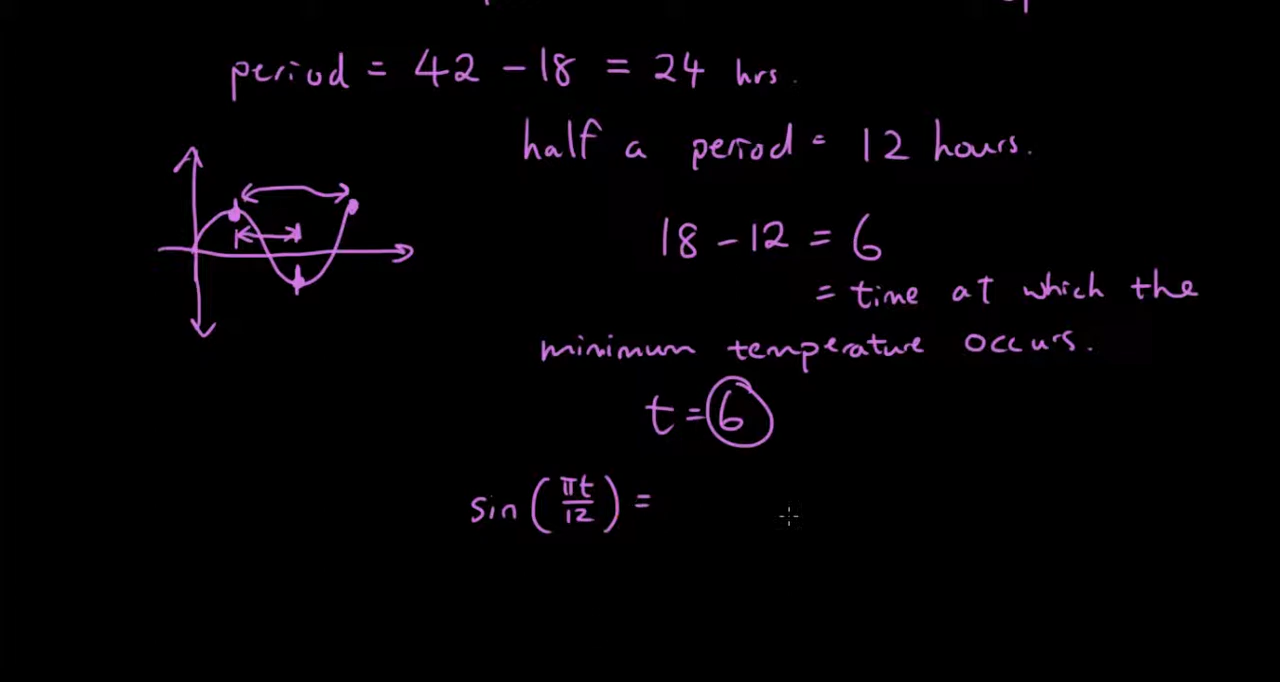 period = 42 - 18 = 24 hrs.
half a period = 12 hours.
18 - 12 = 6
= time at which the
minimum temperature occurs.
t = 6
sin(πt/12) =